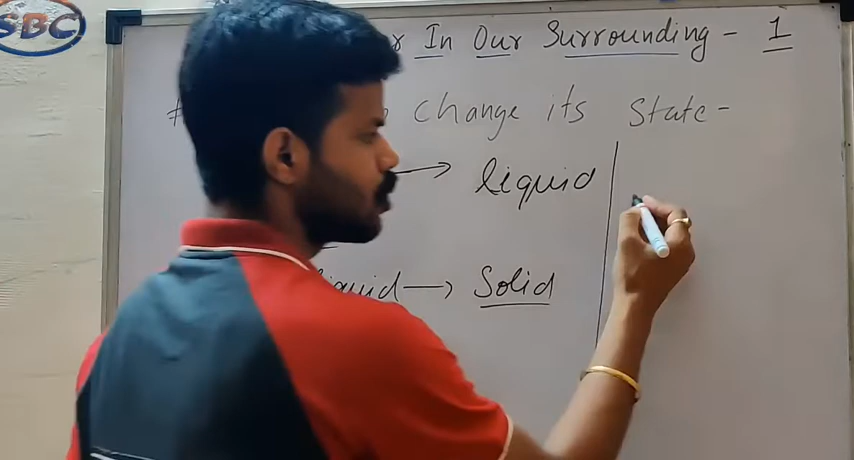 SBC
In Our Surrounding - 1
change its State -
→ liquid
→ Solid